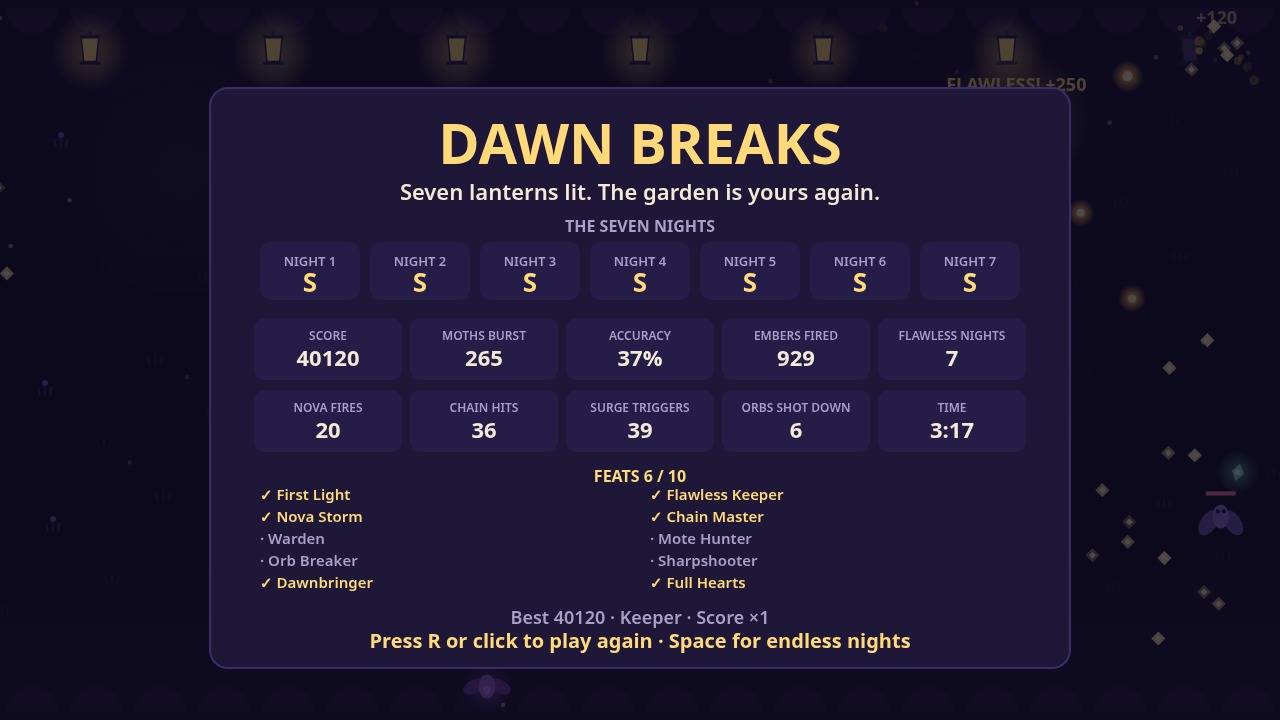 +120
FLAWLESS! +250
DAWN BREAKS
Seven lanterns lit. The garden is yours again.
THE SEVEN NIGHTS
NIGHT 1 NIGHT 2 NIGHT 3 NIGHT 4 NIGHT 5 NIGHT 6 NIGHT 7
S S S S S S S
SCORE MOTHS BURST ACCURACY EMBERS FIRED FLAWLESS NIGHTS
40120 265 37% 929 7
NOVA FIRES CHAIN HITS SURGE TRIGGERS ORBS SHOT DOWN TIME
20 36 39 6 3:17
FEATS 6 / 10
✓ First Light ✓ Flawless Keeper
✓ Nova Storm ✓ Chain Master
· Warden · Mote Hunter
· Orb Breaker · Sharpshooter
✓ Dawnbringer ✓ Full Hearts
Best 40120 · Keeper · Score ×1
Press R or click to play again · Space for endless nights